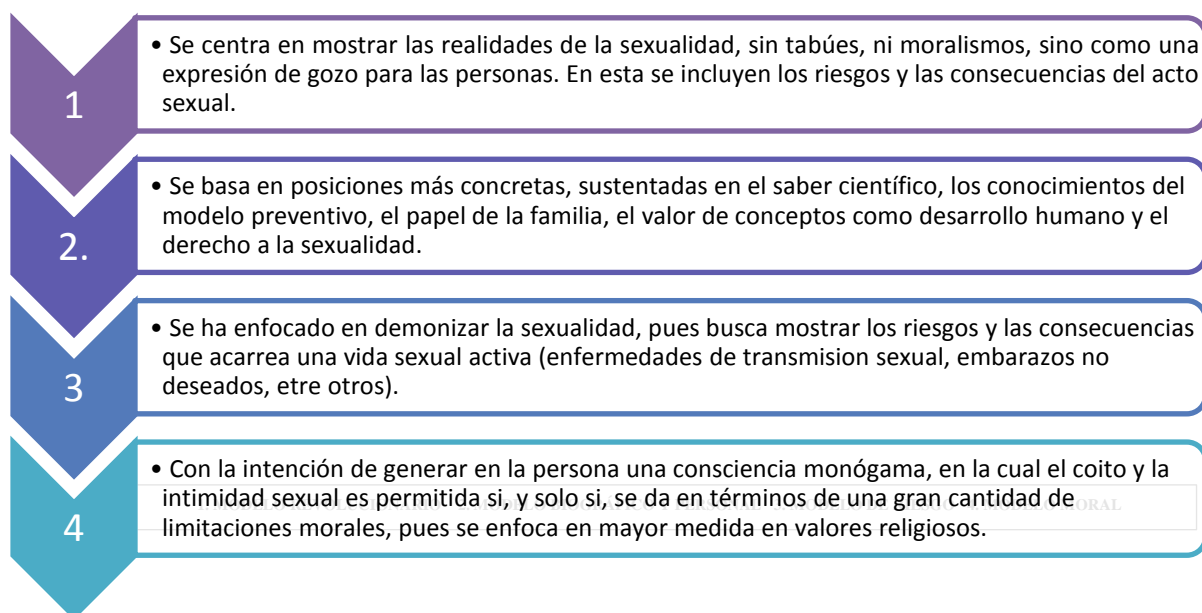 1
• Se centra en mostrar las realidades de la sexualidad, sin tabúes, ni moralismos, sino como una
expresión de gozo para las personas. En esta se incluyen los riesgos y las consecuencias del acto
sexual.
2.
• Se basa en posiciones más concretas, sustentadas en el saber científico, los conocimientos del
modelo preventivo, el papel de la familia, el valor de conceptos como desarrollo humano y el
derecho a la sexualidad.
3
• Se ha enfocado en demonizar la sexualidad, pues busca mostrar los riesgos y las consecuencias
que acarrea una vida sexual activa (enfermedades de transmision sexual, embarazos no
deseados, etre otros).
4
• Con la intención de generar en la persona una consciencia monógama, en la cual el coito y la
intimidad sexual es permitida si, y solo si, se da en términos de una gran cantidad de
limitaciones morales, pues se enfoca en mayor medida en valores religiosos.